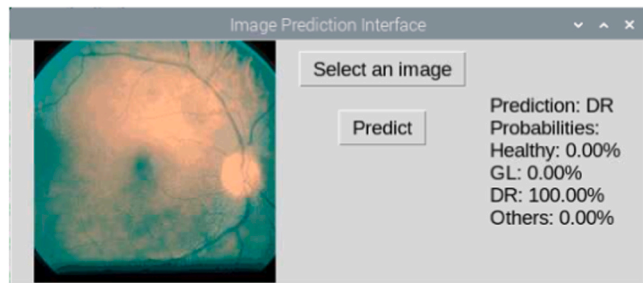 Image Prediction Interface
Select an image
Predict
Prediction: DR
Probabilities:
Healthy: 0.00%
GL: 0.00%
DR: 100.00%
Others: 0.00%